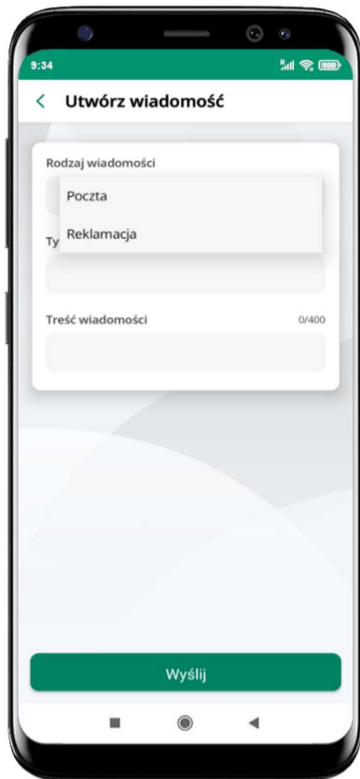 9:34
Utwórz wiadomość
Rodzaj wiadomości
Poczta
Reklamacja
Ty
Treść wiadomości 0/400
Wyślij